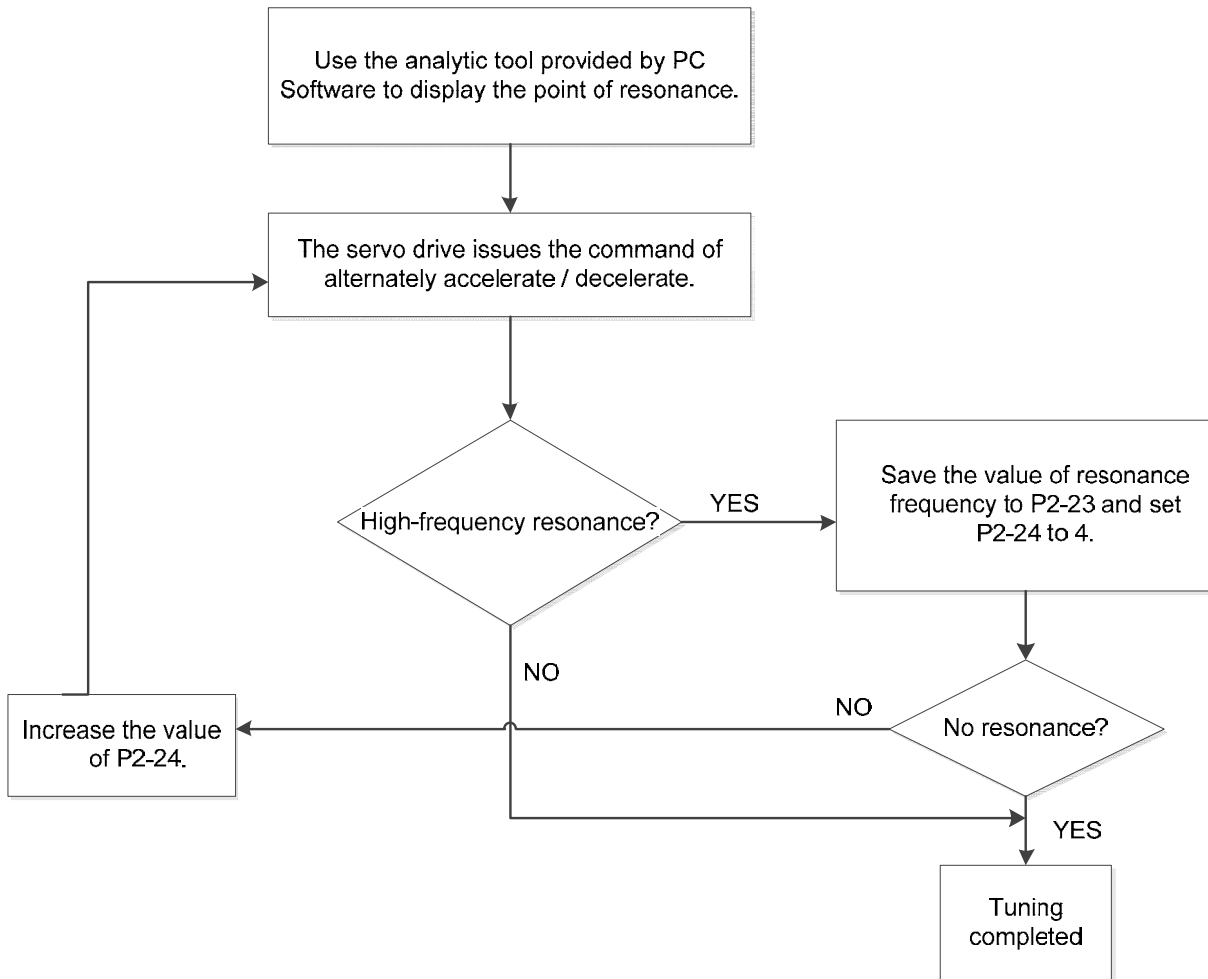 Use the analytic tool provided by PC
Software to display the point of resonance.
The servo drive issues the command of
alternately accelerate / decelerate.
High-frequency resonance?
YES
Save the value of resonance
frequency to P2-23 and set
P2-24 to 4.
NO
No resonance?
NO
Increase the value
of P2-24.
YES
Tuning
completed